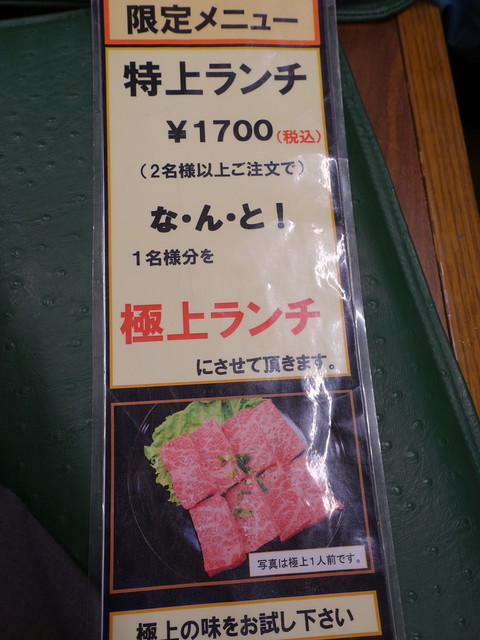 限定メニュー
特上ランチ
￥1700(税込)
(2名様以上ご注文で)
な・ん・と!
1名様分を
極上ランチ
にさせて頂きます。
写真は極上1人前です。
極上の味をお試し下さい